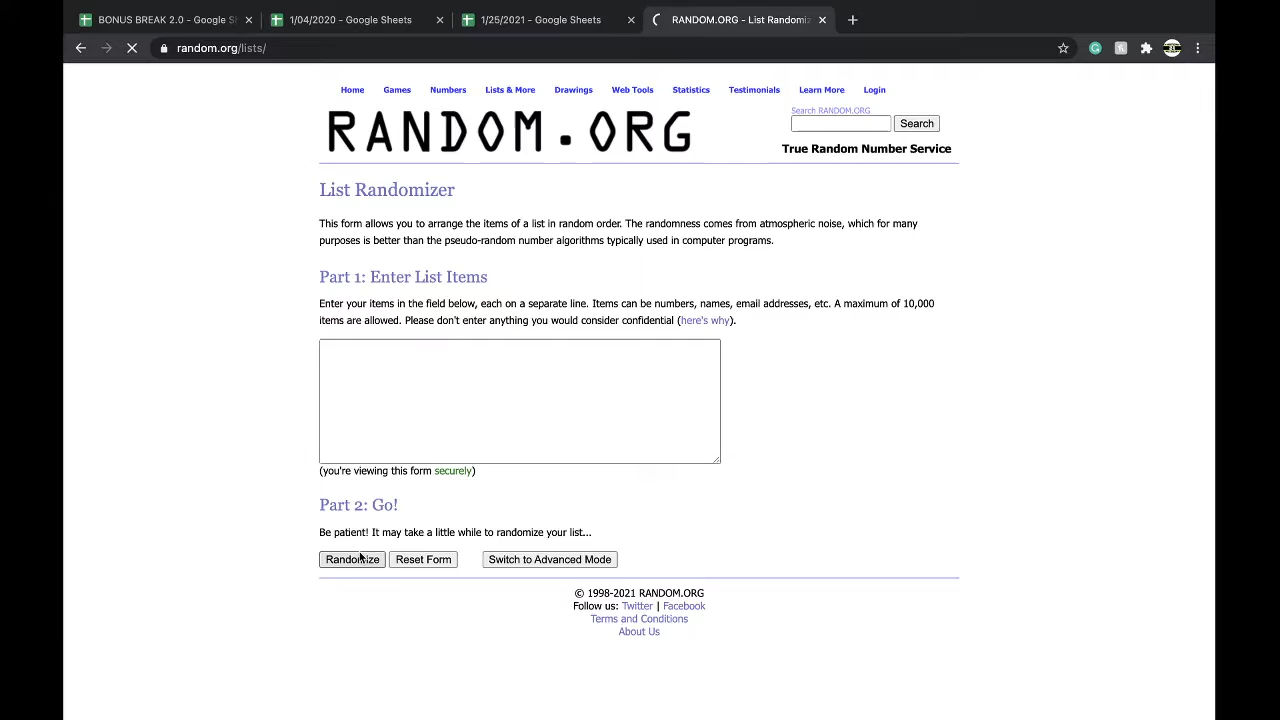 BONUS BREAK 2.0 - Google Sh
1/04/2020 - Google Sheets
1/25/2021 - Google Sheets
RANDOM.ORG - List Randomiz
random.org/lists/
Home Games Numbers Lists & More Drawings Web Tools Statistics Testimonials Learn More Login
RANDOM.ORG
Search RANDOM.ORG
Search
True Random Number Service
List Randomizer
This form allows you to arrange the items of a list in random order. The randomness comes from atmospheric noise, which for many
purposes is better than the pseudo-random number algorithms typically used in computer programs.
Part 1: Enter List Items
Enter your items in the field below, each on a separate line. Items can be numbers, names, email addresses, etc. A maximum of 10,000
items are allowed. Please don't enter anything you would consider confidential (here's why).
(you're viewing this form securely)
Part 2: Go!
Be patient! It may take a little while to randomize your list...
Randomize Reset Form Switch to Advanced Mode
© 1998-2021 RANDOM.ORG
Follow us: Twitter | Facebook
Terms and Conditions
About Us